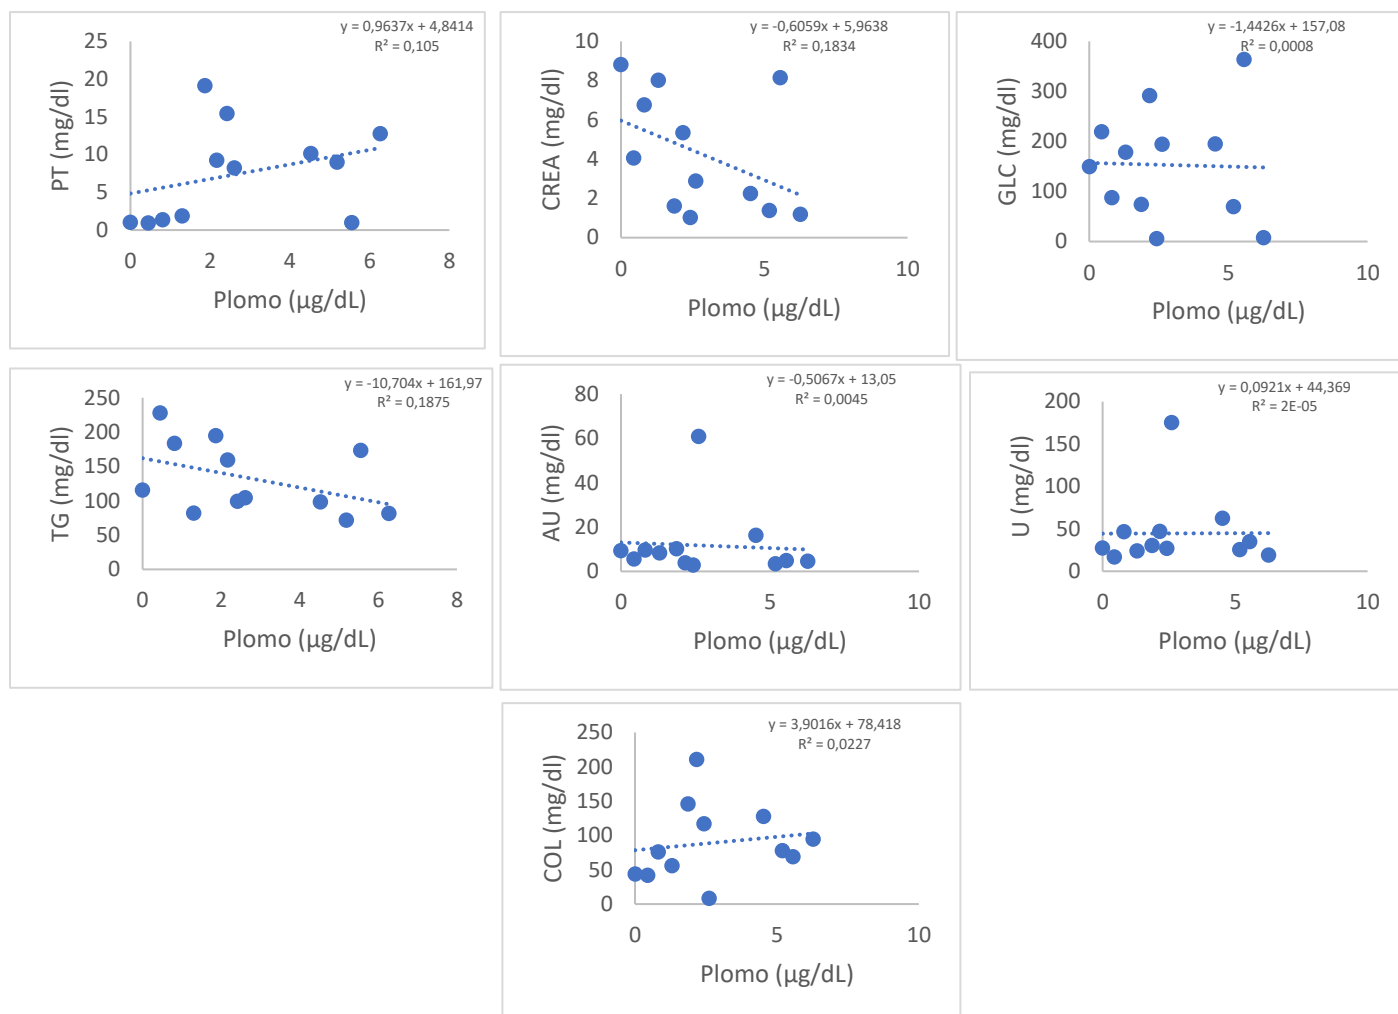 y = 0,9637x + 4,8414
R² = 0,105
25
20
15
10
5
0
0 2 4 6 8
PT (mg/dl)
Plomo (µg/dL)
y = -0,6059x + 5,9638
R² = 0,1834
10
8
6
4
2
0
0 5 10
CREA (mg/dl)
Plomo (µg/dL)
y = -1,4426x + 157,08
R² = 0,0008
400
300
200
100
0
0 5 10
GLC (mg/dl)
Plomo (µg/dL)
y = -10,704x + 161,97
R² = 0,1875
250
200
150
100
50
0
0 2 4 6 8
TG (mg/dl)
Plomo (µg/dL)
y = -0,5067x + 13,05
R² = 0,0045
80
60
40
20
0
0 5 10
AU (mg/dl)
Plomo (µg/dL)
y = 0,0921x + 44,369
R² = 2E-05
200
150
100
50
0
0 5 10
U (mg/dl)
Plomo (µg/dL)
y = 3,9016x + 78,418
R² = 0,0227
250
200
150
100
50
0
0 5 10
COL (mg/dl)
Plomo (µg/dL)